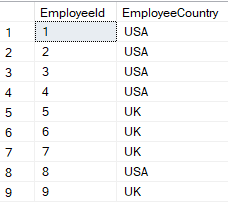 EmployeeId EmployeeCountry
1 1 USA
2 2 USA
3 3 USA
4 4 USA
5 5 UK
6 6 UK
7 7 UK
8 8 USA
9 9 UK